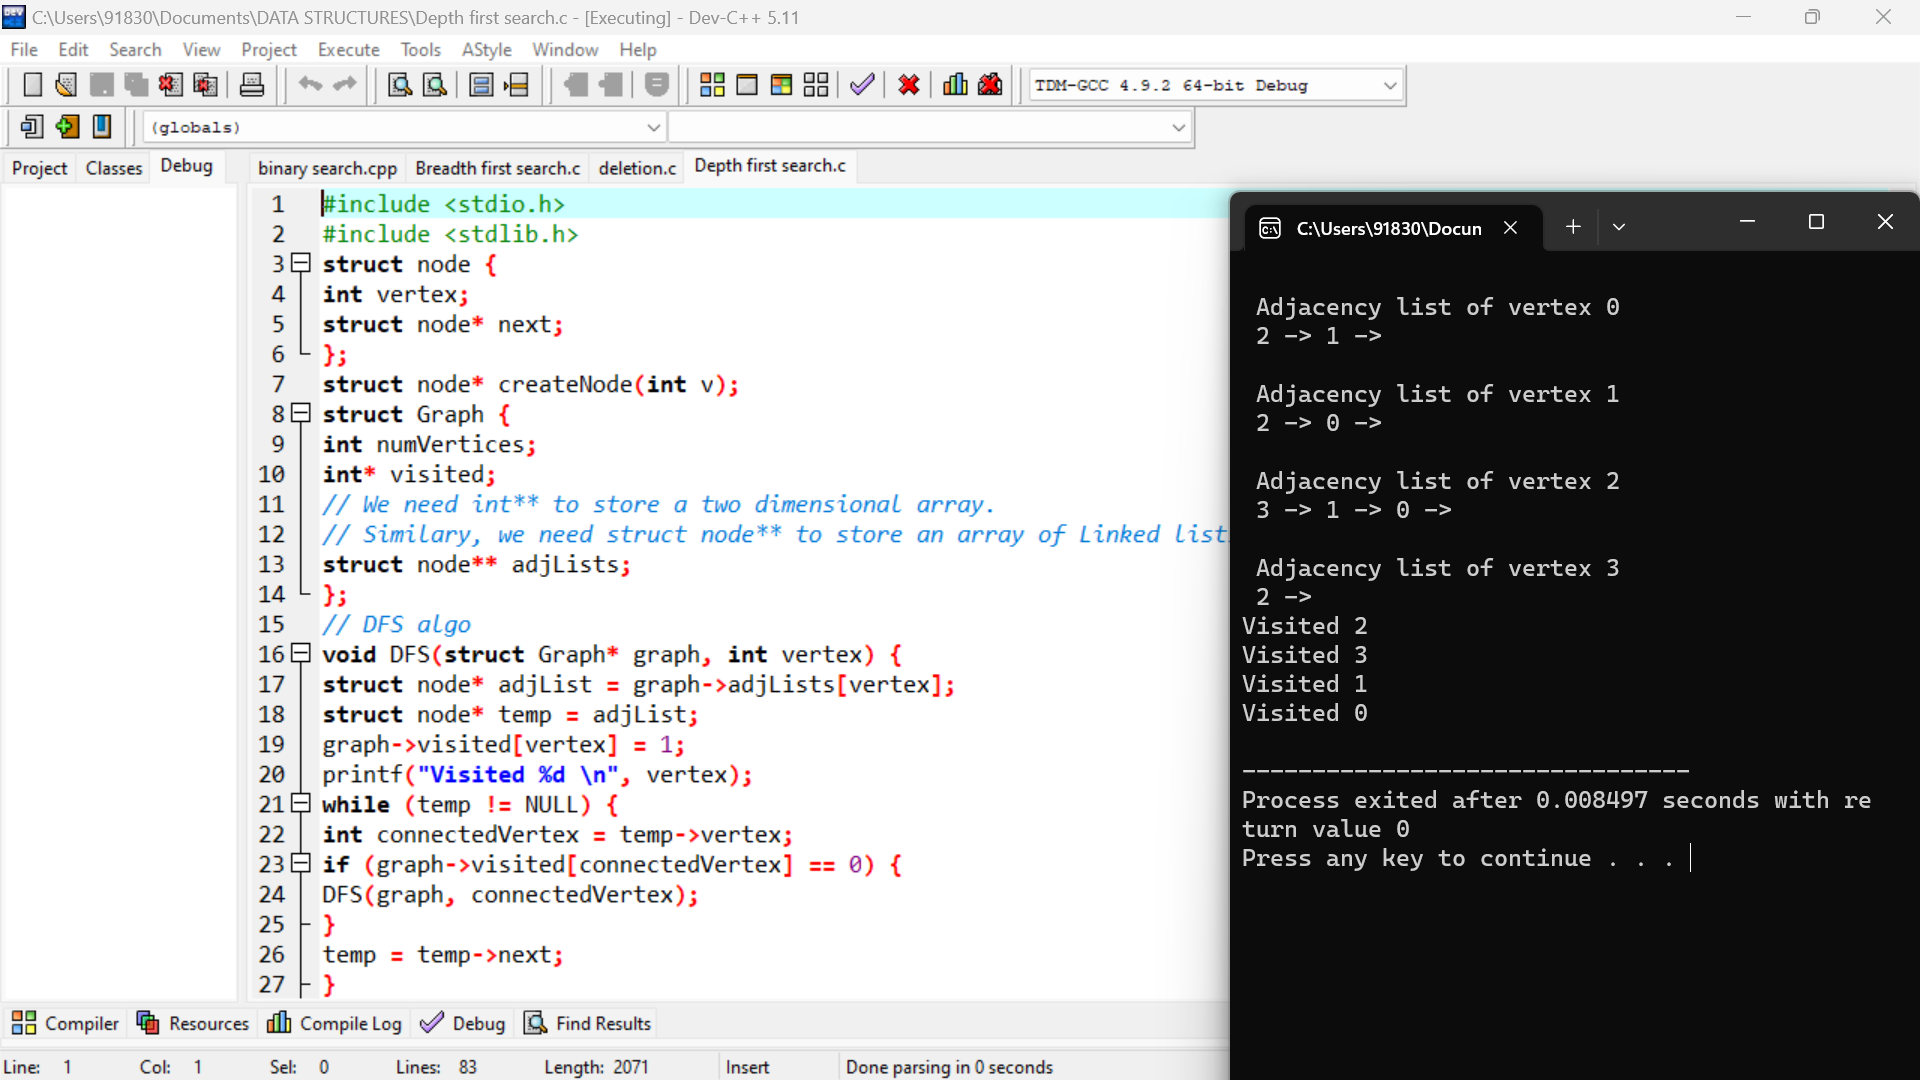 C:\Users\91830\Documents\DATA STRUCTURES\Depth first search.c - [Executing] - Dev-C++ 5.11
File Edit Search View Project Execute Tools AStyle Window Help
TDM-GCC 4.9.2 64-bit Debug
(globals)
Project Classes Debug
binary search.cpp Breadth first search.c deletion.c Depth first search.c
1 #include <stdio.h>
2 #include <stdlib.h>
3 struct node {
4 int vertex;
5 struct node* next;
6 };
7 struct node* createNode(int v);
8 struct Graph {
9 int numVertices;
10 int* visited;
11 // We need int** to store a two dimensional array.
12 // Similary, we need struct node** to store an array of Linked list
13 struct node** adjLists;
14 };
15 // DFS algo
16 void DFS(struct Graph* graph, int vertex) {
17 struct node* adjList = graph->adjLists[vertex];
18 struct node* temp = adjList;
19 graph->visited[vertex] = 1;
20 printf("Visited %d \n", vertex);
21 while (temp != NULL) {
22 int connectedVertex = temp->vertex;
23 if (graph->visited[connectedVertex] == 0) {
24 DFS(graph, connectedVertex);
25 }
26 temp = temp->next;
27 }
Compiler Resources Compile Log Debug Find Results
Line: 1 Col: 1 Sel: 0 Lines: 83 Length: 2071 Insert Done parsing in 0 seconds
C:\Users\91830\Docun
Adjacency list of vertex 0
2 -> 1 ->
Adjacency list of vertex 1
2 -> 0 ->
Adjacency list of vertex 2
3 -> 1 -> 0 ->
Adjacency list of vertex 3
2 ->
Visited 2
Visited 3
Visited 1
Visited 0
--------------------------------
Process exited after 0.008497 seconds with re
turn value 0
Press any key to continue . . .